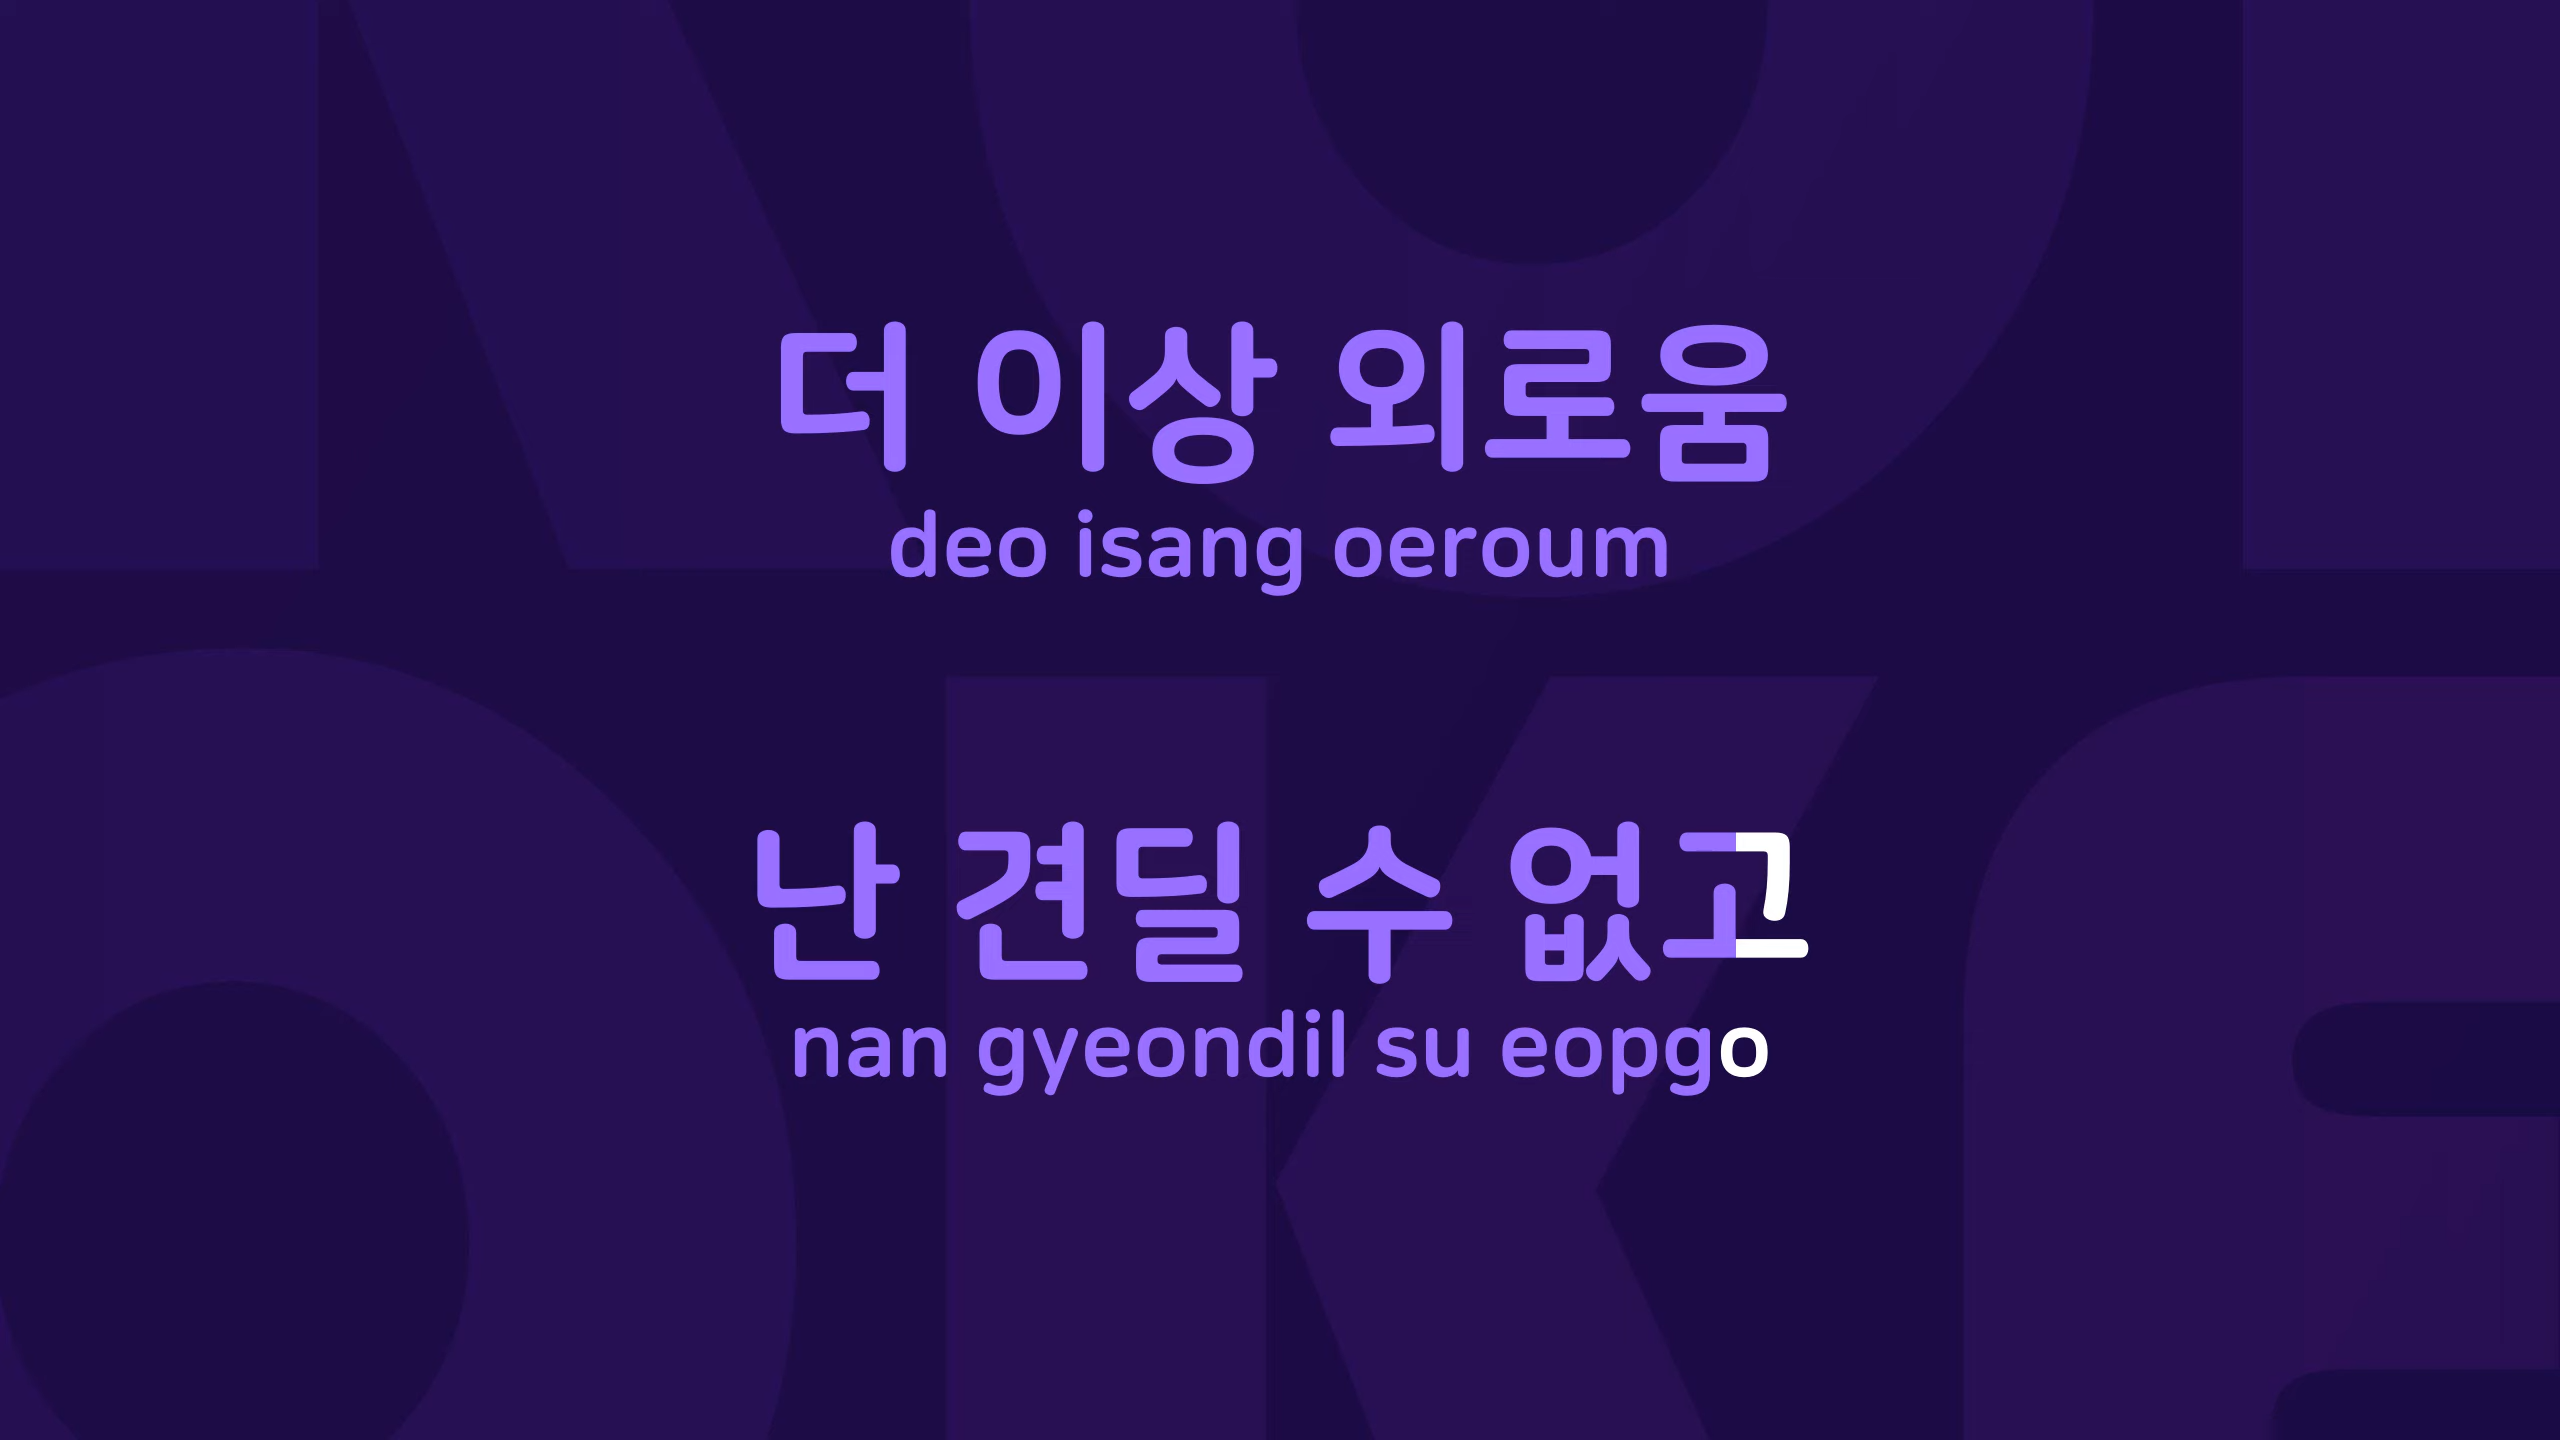 더 이상 외로움
deo isang oeroum
난 견딜 수 없고
nan gyeondil su eopgo